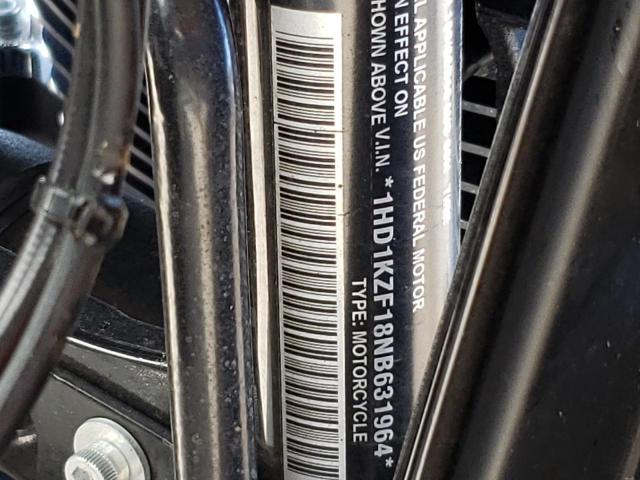 L APPLICABLE US FEDERAL MOTOR
N EFFECT ON
HOWN ABOVE V.I.N. *1HD1KZF18NB631964*
TYPE: MOTORCYCLE